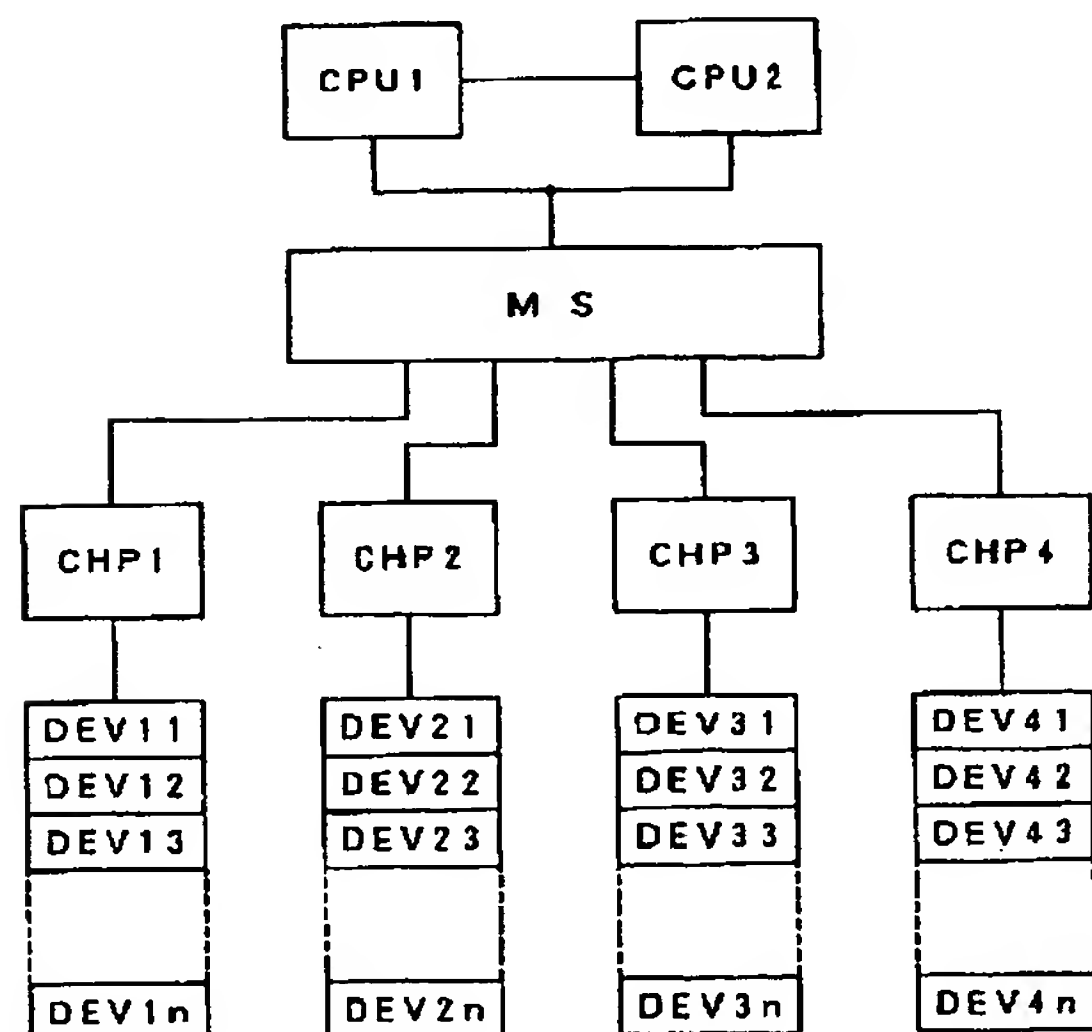 CPU1 CPU2
M S
CHP1 CHP2 CHP3 CHP4
DEV11 DEV21 DEV31 DEV41
DEV12 DEV22 DEV32 DEV42
DEV13 DEV23 DEV33 DEV43
DEV1n DEV2n DEV3n DEV4n